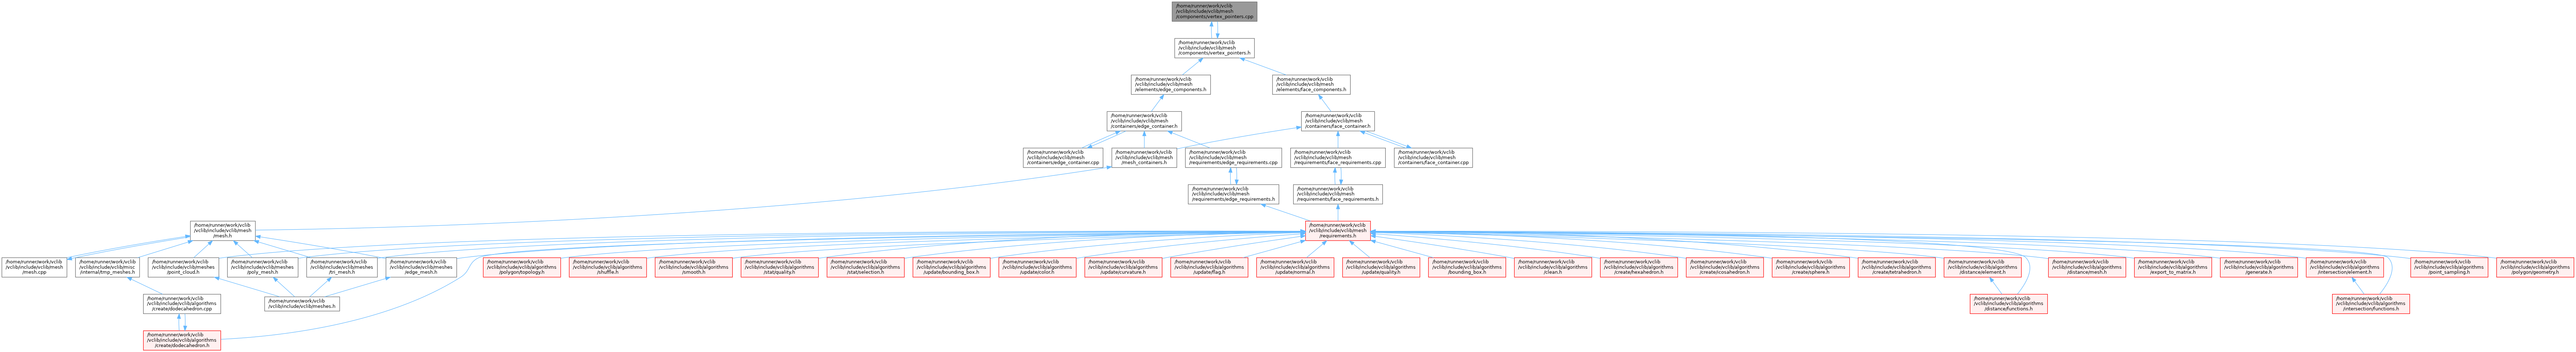 /home/runner/work/vclib
/vclib/include/vclib/mesh
/components/vertex_pointers.cpp
/home/runner/work/vclib
/vclib/include/vclib/mesh
/components/vertex_pointers.h
/home/runner/work/vclib
/vclib/include/vclib/mesh
/elements/edge_components.h
/home/runner/work/vclib
/vclib/include/vclib/mesh
/elements/face_components.h
/home/runner/work/vclib
/vclib/include/vclib/mesh
/containers/edge_container.h
/home/runner/work/vclib
/vclib/include/vclib/mesh
/containers/face_container.h
/home/runner/work/vclib
/vclib/include/vclib/mesh
/containers/edge_container.cpp
/home/runner/work/vclib
/vclib/include/vclib/mesh
/mesh_containers.h
/home/runner/work/vclib
/vclib/include/vclib/mesh
/requirements/edge_requirements.cpp
/home/runner/work/vclib
/vclib/include/vclib/mesh
/requirements/face_requirements.cpp
/home/runner/work/vclib
/vclib/include/vclib/mesh
/containers/face_container.cpp
/home/runner/work/vclib
/vclib/include/vclib/mesh
/requirements/edge_requirements.h
/home/runner/work/vclib
/vclib/include/vclib/mesh
/requirements/face_requirements.h
/home/runner/work/vclib
/vclib/include/vclib/mesh
/mesh.h
/home/runner/work/vclib
/vclib/include/vclib/mesh
/requirements.h
/home/runner/work/vclib
/vclib/include/vclib/mesh
/mesh.cpp
/home/runner/work/vclib
/vclib/include/vclib/misc
/internal/tmp_meshes.h
/home/runner/work/vclib
/vclib/include/vclib/meshes
/point_cloud.h
/home/runner/work/vclib
/vclib/include/vclib/meshes
/poly_mesh.h
/home/runner/work/vclib
/vclib/include/vclib/meshes
/tri_mesh.h
/home/runner/work/vclib
/vclib/include/vclib/meshes
/edge_mesh.h
/home/runner/work/vclib
/vclib/include/vclib/algorithms
/polygon/topology.h
/home/runner/work/vclib
/vclib/include/vclib/algorithms
/shuffle.h
/home/runner/work/vclib
/vclib/include/vclib/algorithms
/smooth.h
/home/runner/work/vclib
/vclib/include/vclib/algorithms
/stat/quality.h
/home/runner/work/vclib
/vclib/include/vclib/algorithms
/stat/selection.h
/home/runner/work/vclib
/vclib/include/vclib/algorithms
/update/bounding_box.h
/home/runner/work/vclib
/vclib/include/vclib/algorithms
/update/color.h
/home/runner/work/vclib
/vclib/include/vclib/algorithms
/update/curvature.h
/home/runner/work/vclib
/vclib/include/vclib/algorithms
/update/flag.h
/home/runner/work/vclib
/vclib/include/vclib/algorithms
/update/normal.h
/home/runner/work/vclib
/vclib/include/vclib/algorithms
/update/quality.h
/home/runner/work/vclib
/vclib/include/vclib/algorithms
/bounding_box.h
/home/runner/work/vclib
/vclib/include/vclib/algorithms
/clean.h
/home/runner/work/vclib
/vclib/include/vclib/algorithms
/create/hexahedron.h
/home/runner/work/vclib
/vclib/include/vclib/algorithms
/create/icosahedron.h
/home/runner/work/vclib
/vclib/include/vclib/algorithms
/create/sphere.h
/home/runner/work/vclib
/vclib/include/vclib/algorithms
/create/tetrahedron.h
/home/runner/work/vclib
/vclib/include/vclib/algorithms
/distance/element.h
/home/runner/work/vclib
/vclib/include/vclib/algorithms
/distance/mesh.h
/home/runner/work/vclib
/vclib/include/vclib/algorithms
/export_to_matrix.h
/home/runner/work/vclib
/vclib/include/vclib/algorithms
/generate.h
/home/runner/work/vclib
/vclib/include/vclib/algorithms
/intersection/element.h
/home/runner/work/vclib
/vclib/include/vclib/algorithms
/point_sampling.h
/home/runner/work/vclib
/vclib/include/vclib/algorithms
/polygon/geometry.h
/home/runner/work/vclib
/vclib/include/vclib/algorithms
/create/dodecahedron.cpp
/home/runner/work/vclib
/vclib/include/vclib/meshes.h
/home/runner/work/vclib
/vclib/include/vclib/algorithms
/distance/functions.h
/home/runner/work/vclib
/vclib/include/vclib/algorithms
/intersection/functions.h
/home/runner/work/vclib
/vclib/include/vclib/algorithms
/create/dodecahedron.h